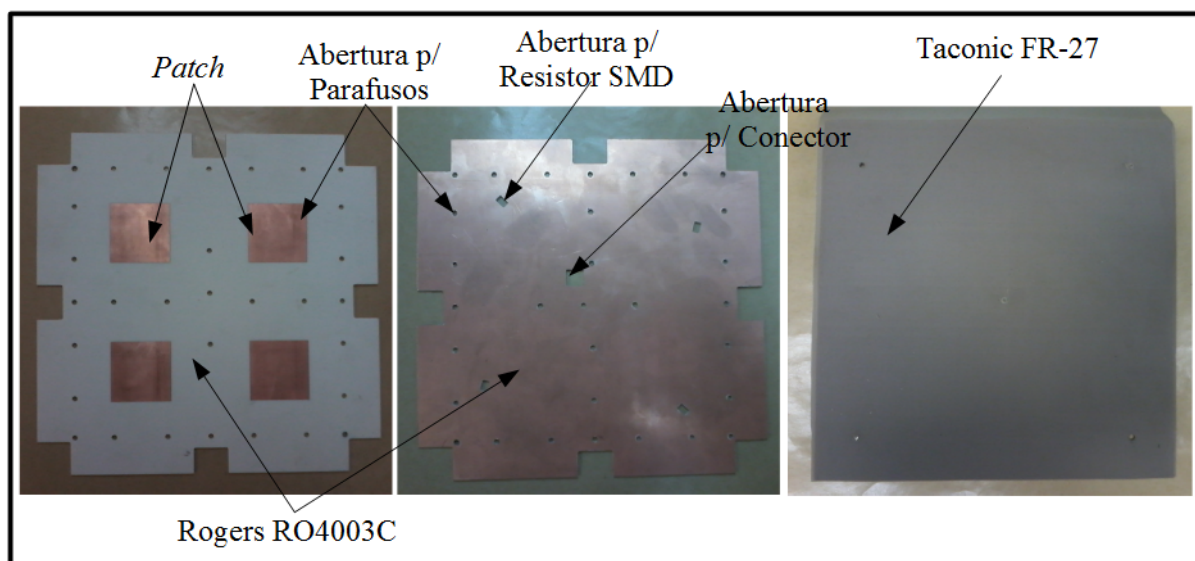 Patch
Abertura p/
Parafusos
Abertura p/
Resistor SMD
Abertura
p/ Conector
Taconic FR-27
Rogers RO4003C